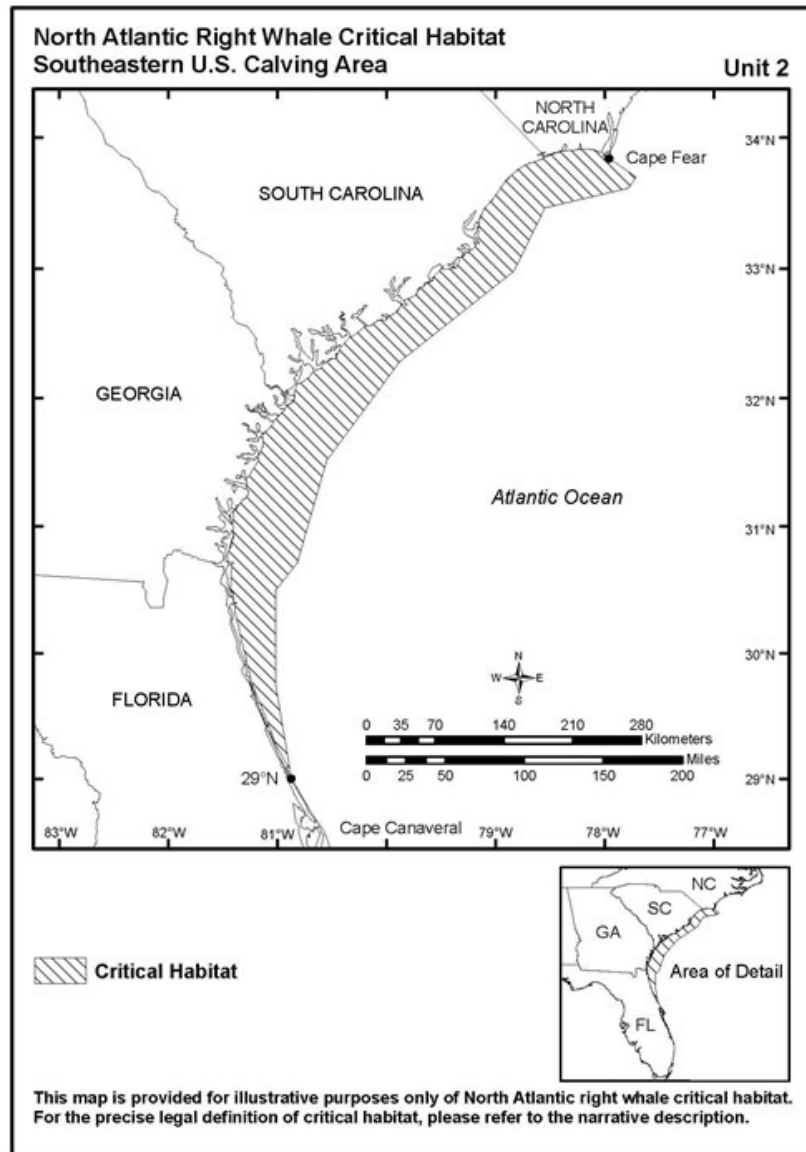 North Atlantic Right Whale Critical Habitat
Southeastern U.S. Calving Area
Unit 2
NORTH
CAROLINA
34°N
Cape Fear
SOUTH CAROLINA
33°N
GEORGIA
32°N
Atlantic Ocean
31°N
N
W E
S
30°N
FLORIDA
0 35 70 140 210 280
Kilometers
Miles
0 25 50 100 150 200
29°N
29°N
Cape Canaveral
83°W 82°W 81°W 79°W 78°W 77°W
Critical Habitat
NC
SC
GA
Area of Detail
FL
This map is provided for illustrative purposes only of North Atlantic right whale critical habitat.
For the precise legal definition of critical habitat, please refer to the narrative description.